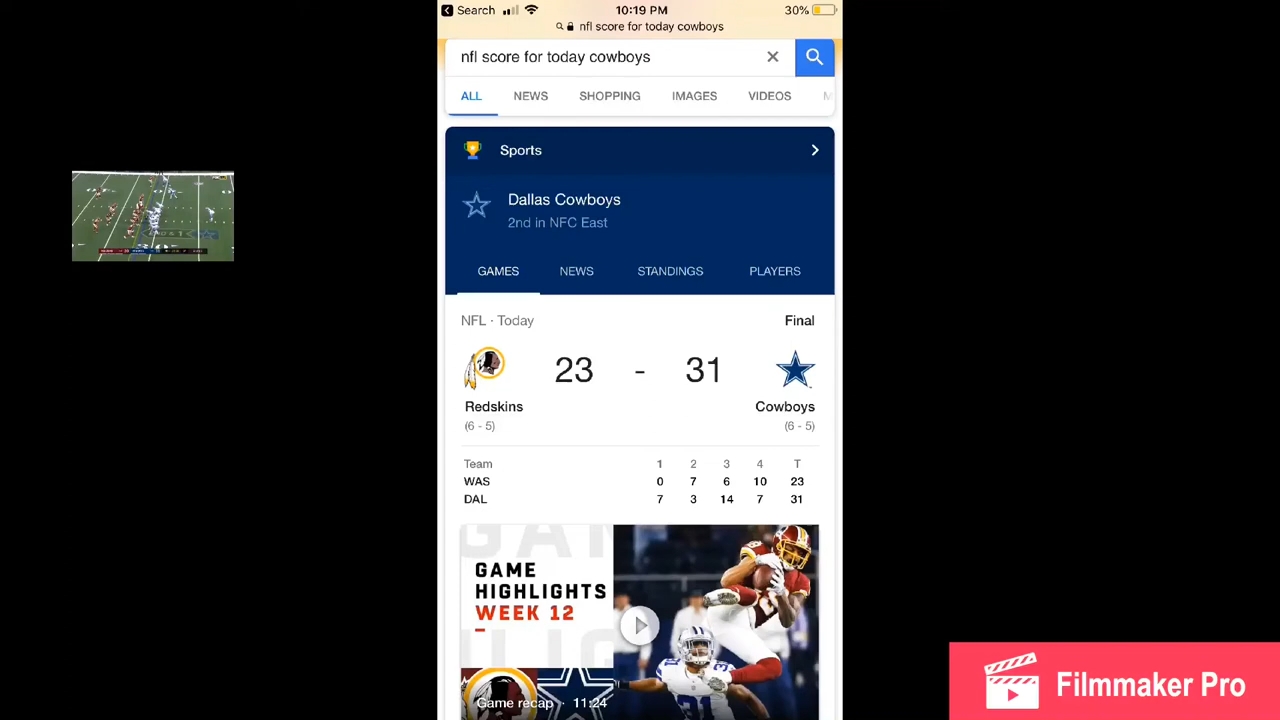 Search 10:19 PM 30%
nfl score for today cowboys
nfl score for today cowboys
ALL NEWS SHOPPING IMAGES VIDEOS M
Sports
Dallas Cowboys
2nd in NFC East
GAMES NEWS STANDINGS PLAYERS
NFL · Today Final
23 - 31
Redskins Cowboys
(6 - 5) (6 - 5)
Team 1 2 3 4 T
WAS 0 7 6 10 23
DAL 7 3 14 7 31
GAME
HIGHLIGHTS
WEEK 12
Game recap · 11:24
Filmmaker Pro